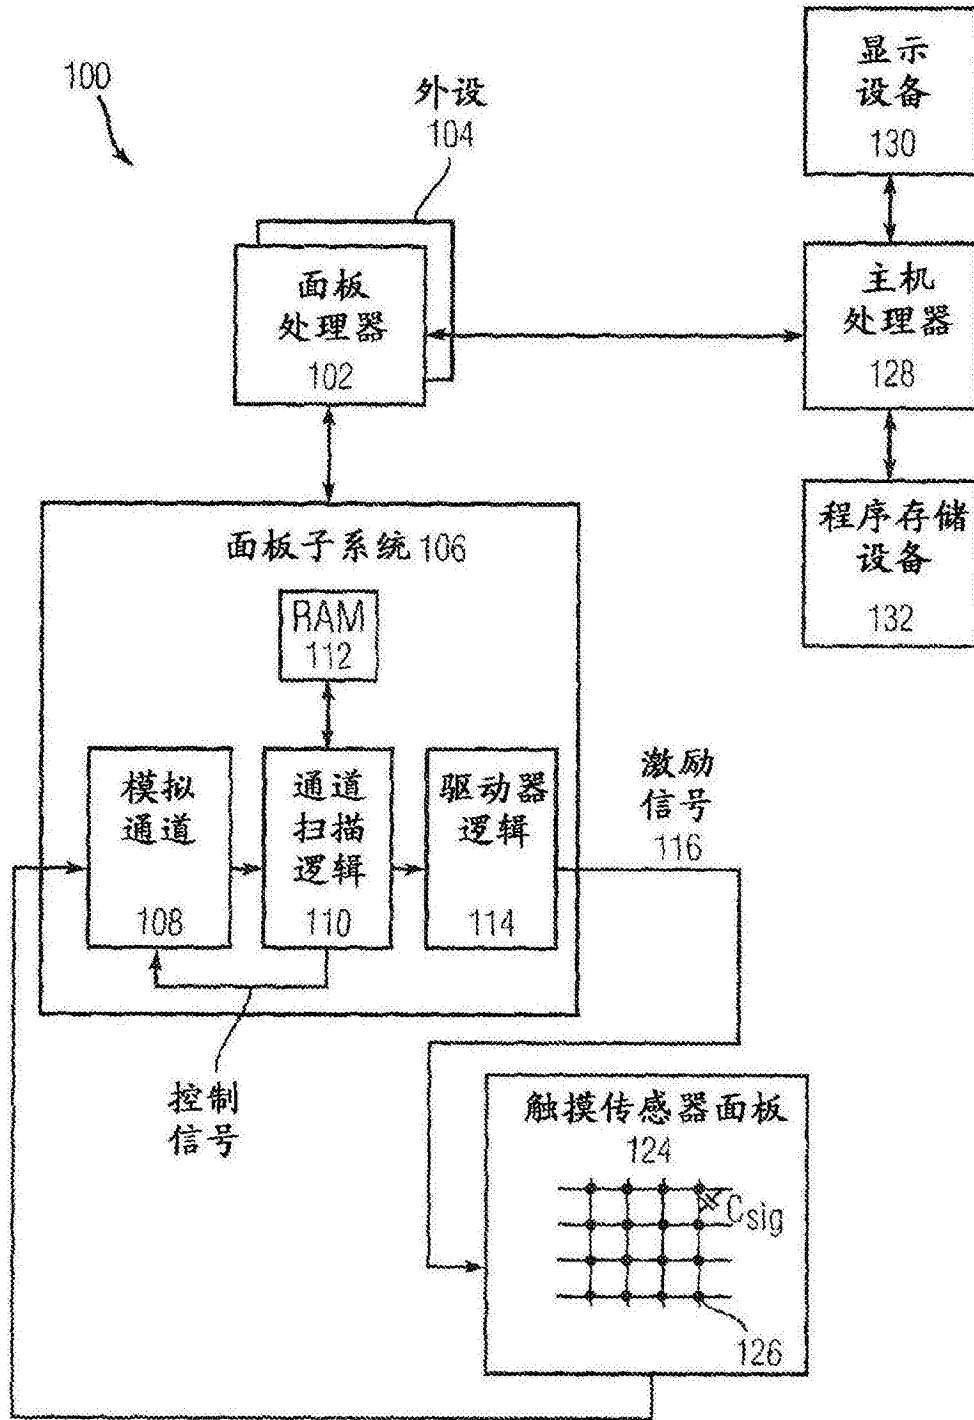 100
外设
104
显示
设备
130
面板
处理器
102
主机
处理器
128
程序存储
设备
132
面板子系统106
RAM
112
模拟
通道
108
通道
扫描
逻辑
110
驱动器
逻辑
114
激励
信号
116
控制
信号
触摸传感器面板
124
Csig
126